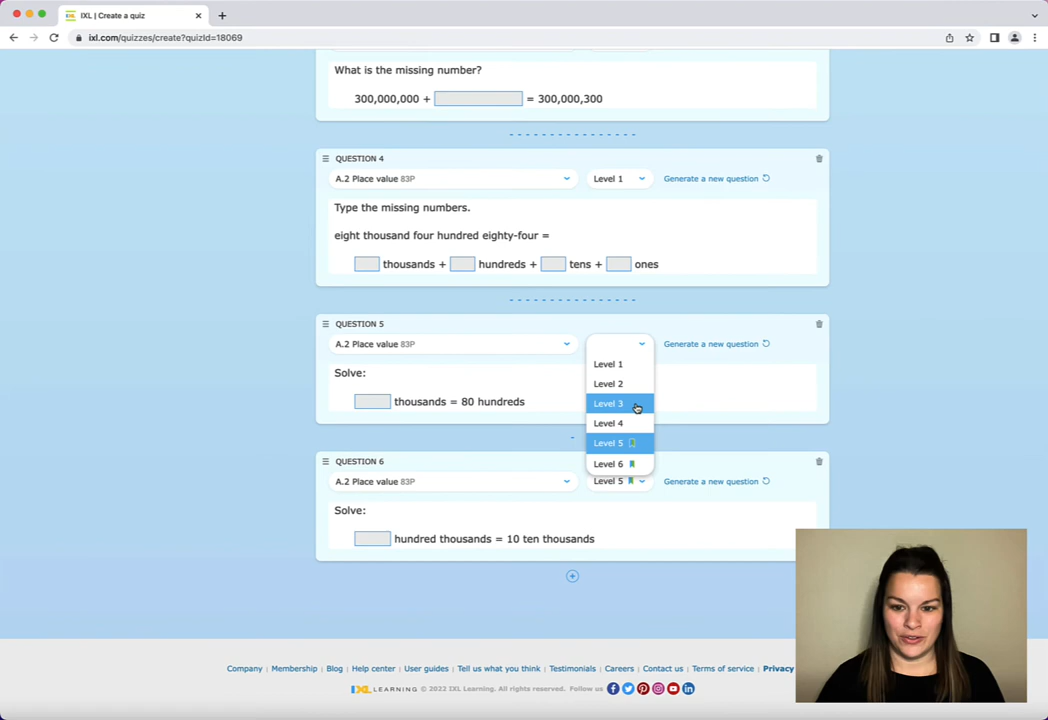 IXL | Create a quiz
ixl.com/quizzes/create?quizId=18069
What is the missing number?
300,000,000 + = 300,000,300
QUESTION 4
A.2 Place value 83P Level 1 Generate a new question
Type the missing numbers.
eight thousand four hundred eighty-four =
thousands + hundreds + tens + ones
QUESTION 5
A.2 Place value 83P Generate a new question
Level 1
Solve:
Level 2
thousands = 80 hundreds
Level 3
Level 4
Level 5
QUESTION 6
Level 6
A.2 Place value 83P Level 5 Generate a new question
Solve:
hundred thousands = 10 ten thousands
Company | Membership | Blog | Help center | User guides | Tell us what you think | Testimonials | Careers | Contact us | Terms of service | Privacy
IXL LEARNING © 2022 IXL Learning. All rights reserved. Follow us